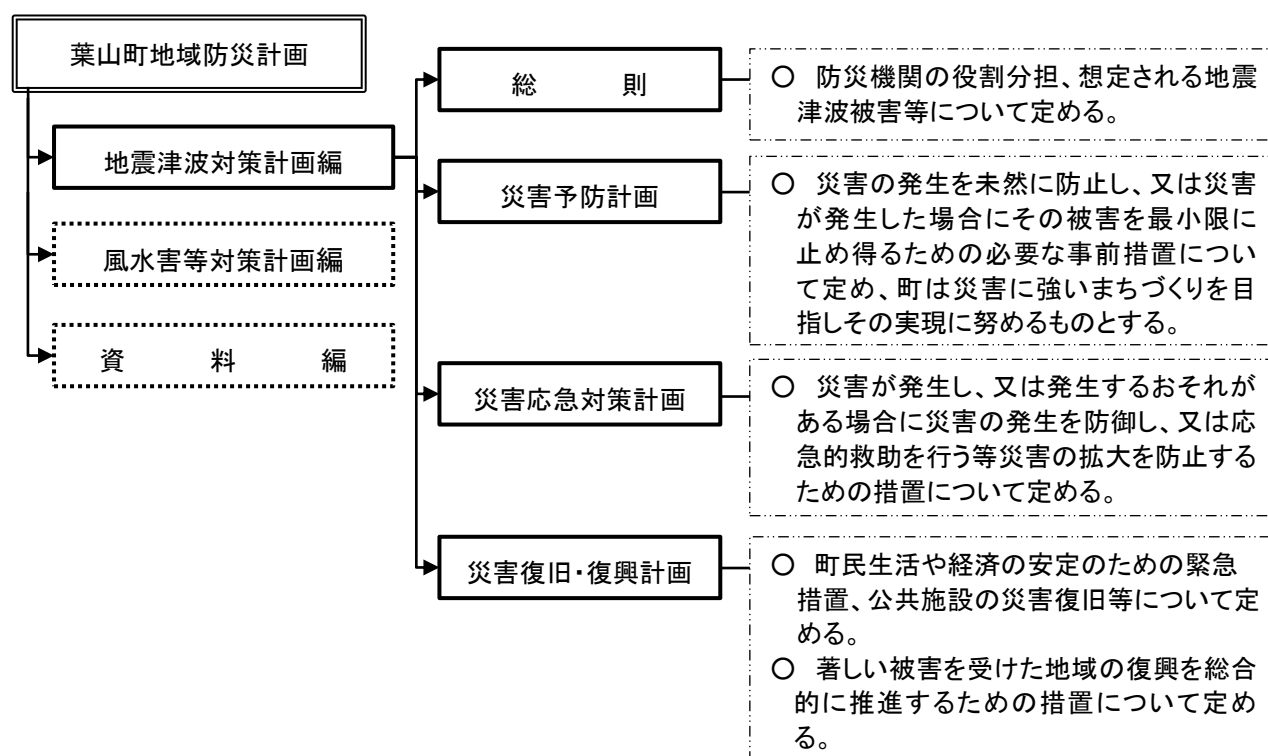 葉山町地域防災計画
地震津波対策計画編
風水害等対策計画編
資　料　編
総　則
○ 防災機関の役割分担、想定される地震
津波被害等について定める。
災害予防計画
○ 災害の発生を未然に防止し、又は災害
が発生した場合にその被害を最小限に
止め得るための必要な事前措置につい
て定め、町は災害に強いまちづくりを目
指しその実現に努めるものとする。
災害応急対策計画
○ 災害が発生し、又は発生するおそれが
ある場合に災害の発生を防御し、又は応
急的救助を行う等災害の拡大を防止する
ための措置について定める。
災害復旧・復興計画
○ 町民生活や経済の安定のための緊急
措置、公共施設の災害復旧等について定
める。
○ 著しい被害を受けた地域の復興を総合
的に推進するための措置について定め
る。